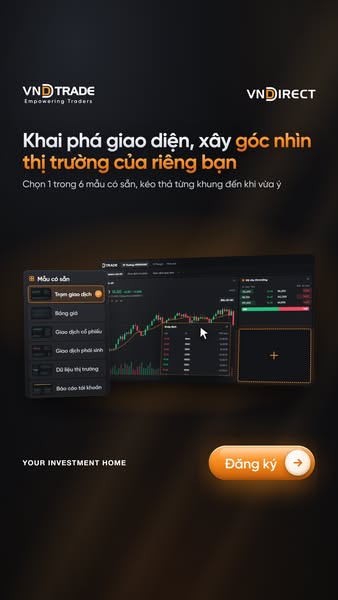 VNDTRADE
Empowering Traders
VNDIRECT
Khai phá giao diện, xây góc nhìn
thị trường của riêng bạn
Chọn 1 trong 6 mẫu có sẵn, kéo thả từng khung đến khi vừa ý
Mẫu có sẵn
Trạm giao dịch
Bảng giá
Giao dịch cổ phiếu
Giao dịch phái sinh
Dữ liệu thị trường
Báo cáo tài khoản
TRADE
+
YOUR INVESTMENT HOME
Đăng ký